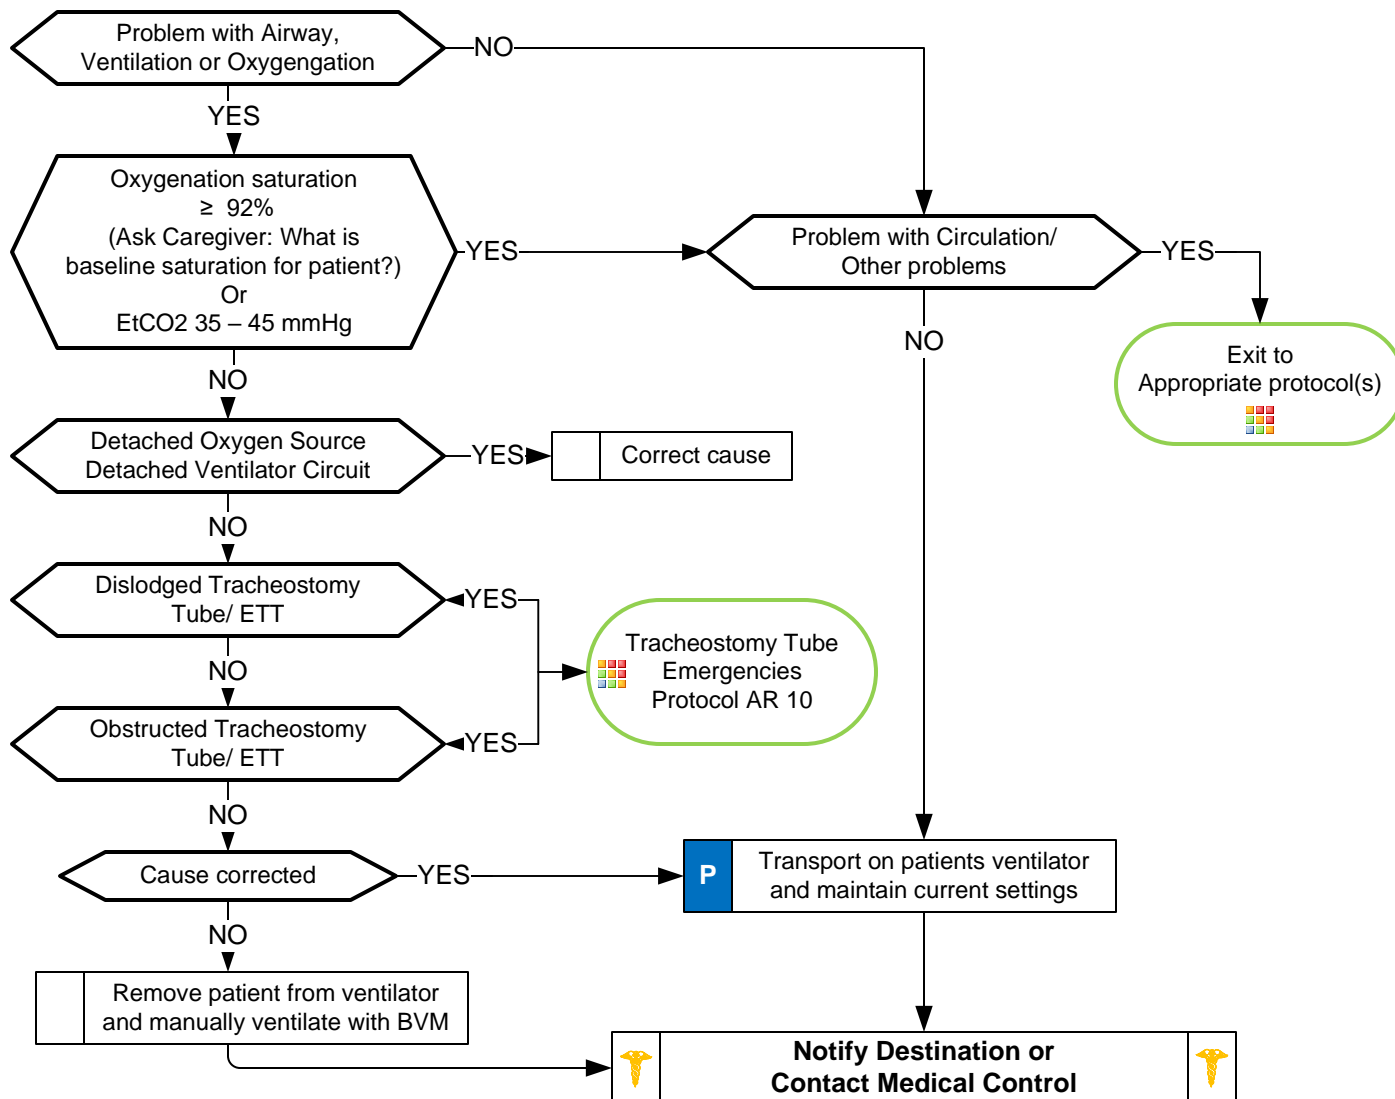 Problem with Airway,
Ventilation or Oxygengation
NO
YES
Oxygenation saturation
≥ 92%
(Ask Caregiver: What is
baseline saturation for patient?)
Or
EtCO2 35 – 45 mmHg
YES
Problem with Circulation/
Other problems
YES
NO
Exit to
Appropriate protocol(s)
NO
Detached Oxygen Source
Detached Ventilator Circuit
YES
Correct cause
NO
Dislodged Tracheostomy
Tube/ ETT
YES
Tracheostomy Tube
Emergencies
Protocol AR 10
NO
Obstructed Tracheostomy
Tube/ ETT
YES
NO
Cause corrected
YES
P
Transport on patients ventilator
and maintain current settings
NO
Remove patient from ventilator
and manually ventilate with BVM
Notify Destination or
Contact Medical Control